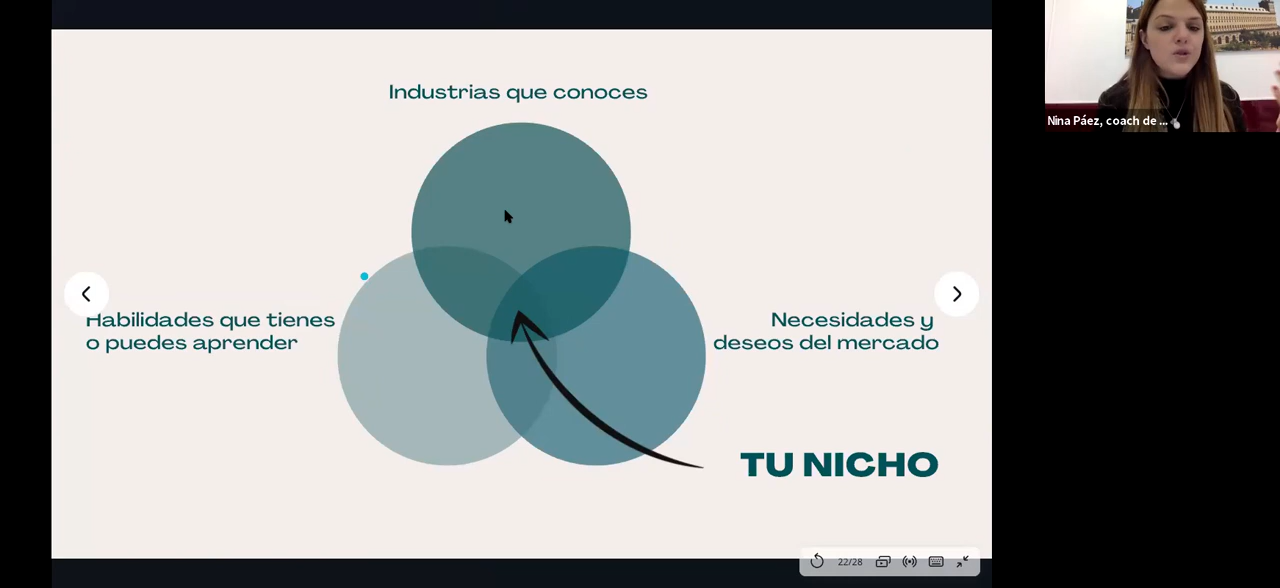 Industrias que conoces
Habilidades que tienes
o puedes aprender
Necesidades y
deseos del mercado
TU NICHO
22/28
Nina Páez, coach de ...